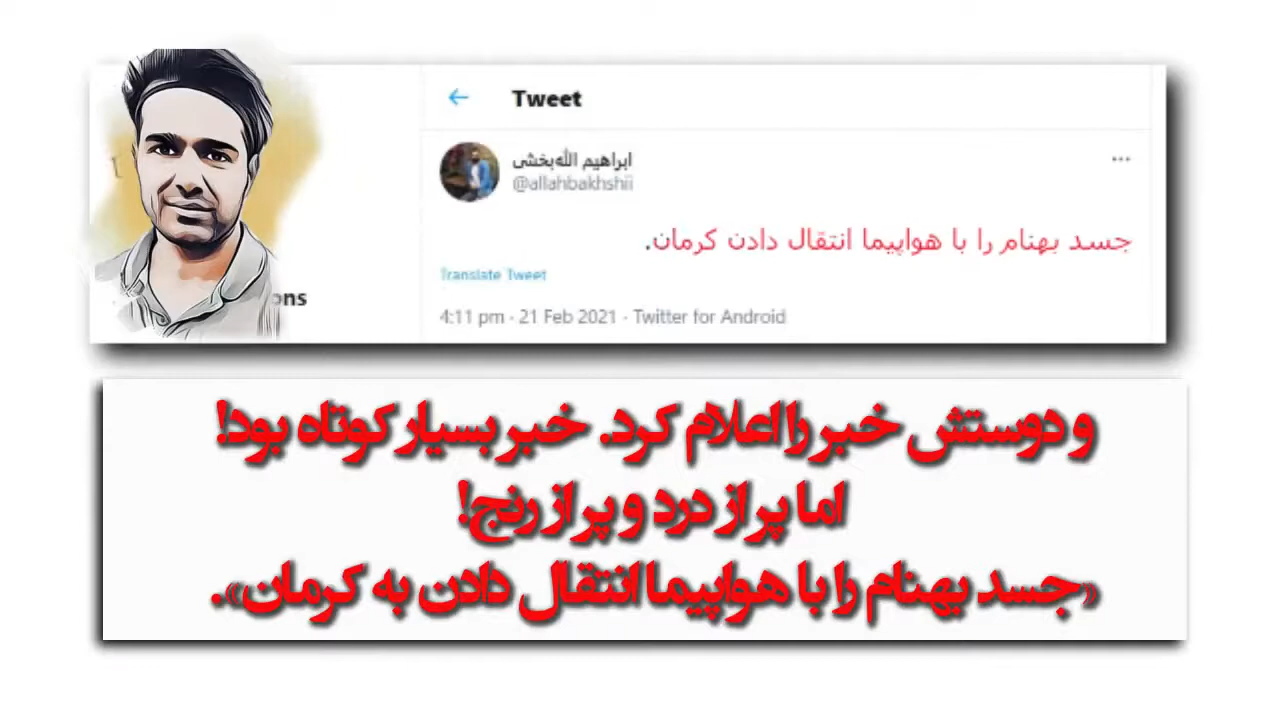 Tweet
ابراهیم الله‌بخشی
@allahbakhshii
جسد بهنام را با هواپیما انتقال دادن کرمان.
Translate Tweet
4:11 pm · 21 Feb 2021 · Twitter for Android
ons
و دوستش خبر را اعلام کرد. خبر بسیار کوتاه بود!
اما پر از درد و پر از رنج!
«جسد بهنام را با هواپیما انتقال دادن به کرمان».